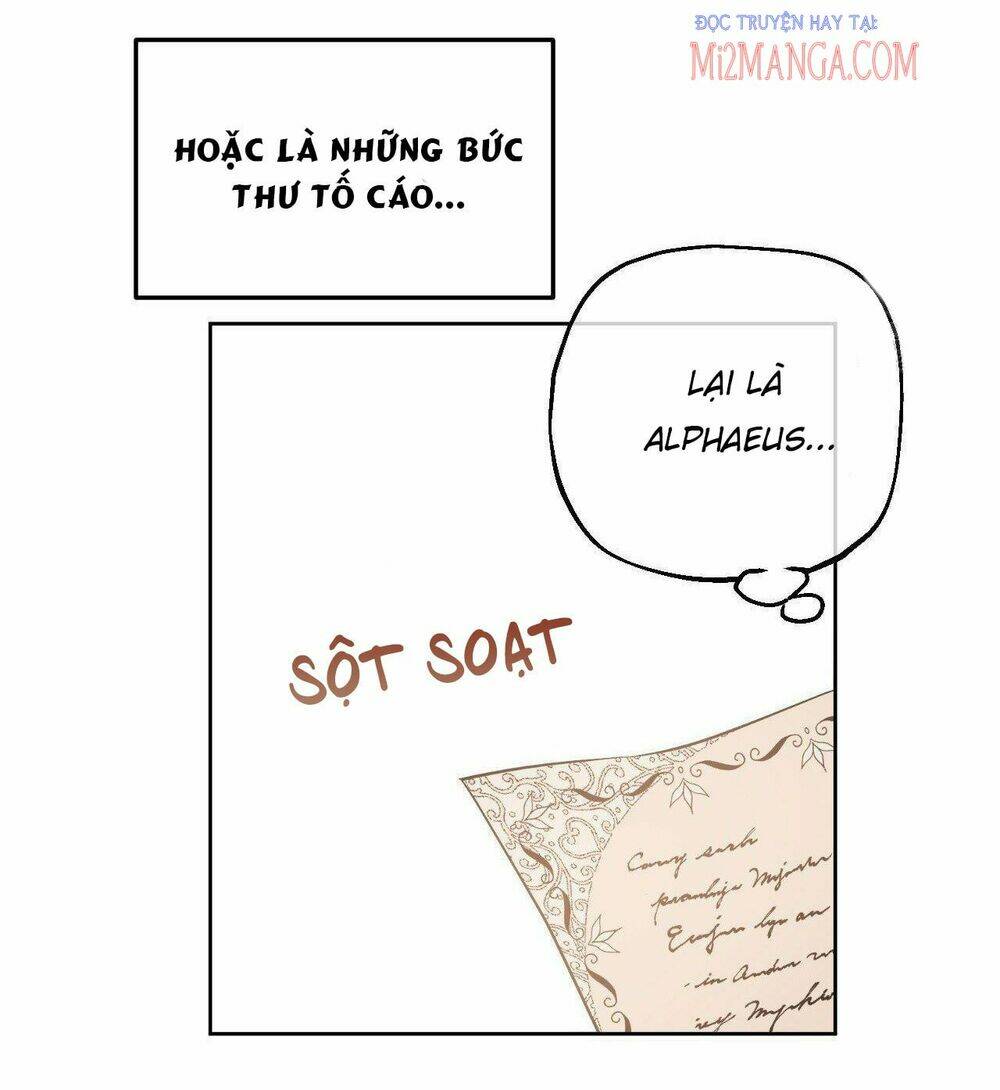 ĐỌC TRUYỆN HAY TẠI:
MI2MANGA.COM
HOẶC LÀ NHỮNG BỨC
THƯ TỐ CÁO...
LẠI LÀ
ALPHAEUS...
SỘT SOẠT